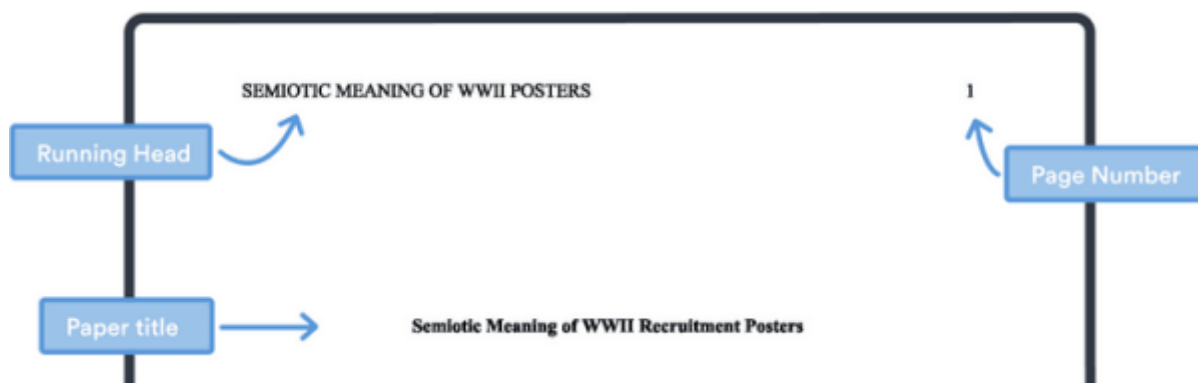 SEMIOTIC MEANING OF WWII POSTERS 1
Running Head
Page Number
Paper title
Semiotic Meaning of WWII Recruitment Posters